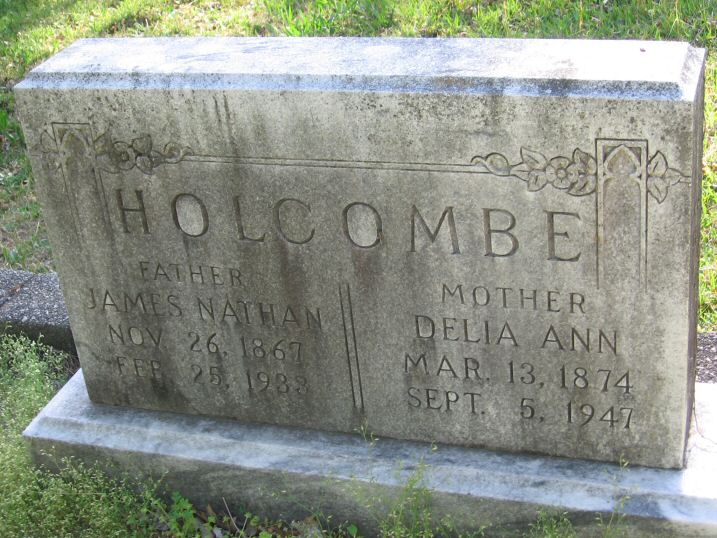 HOLCOMBE
FATHER
JAMES NATHAN
NOV. 26, 1867
FEB. 25, 1933
MOTHER
DELIA ANN
MAR. 13, 1874
SEPT. 5, 1947